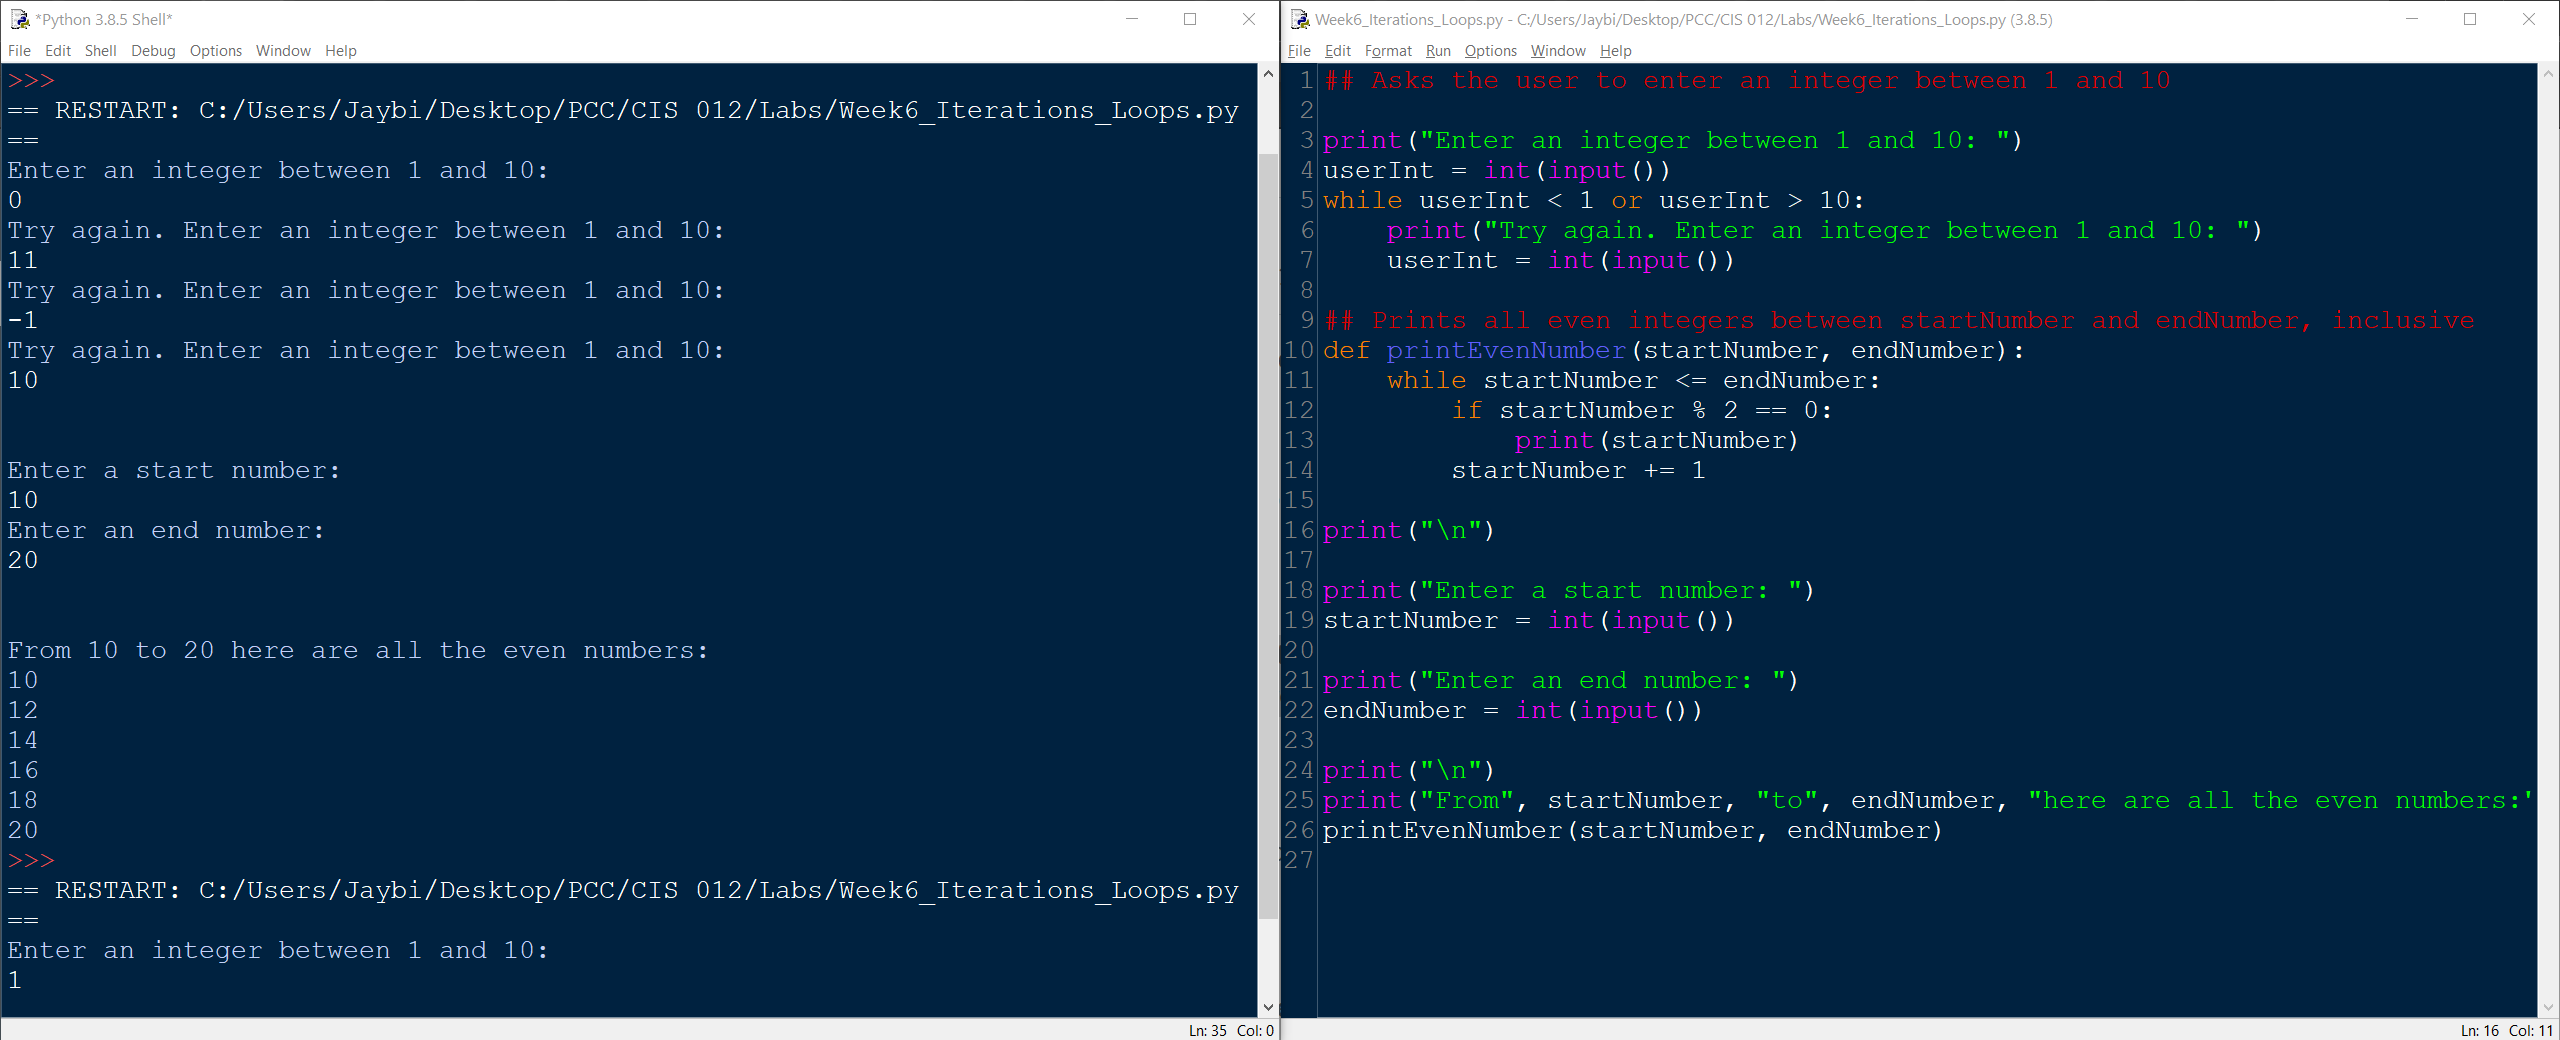 *Python 3.8.5 Shell*
File Edit Shell Debug Options Window Help
>>>
== RESTART: C:/Users/Jaybi/Desktop/PCC/CIS 012/Labs/Week6_Iterations_Loops.py
==
Enter an integer between 1 and 10:
0
Try again. Enter an integer between 1 and 10:
11
Try again. Enter an integer between 1 and 10:
-1
Try again. Enter an integer between 1 and 10:
10
Enter a start number:
10
Enter an end number:
20
From 10 to 20 here are all the even numbers:
10
12
14
16
18
20
>>>
== RESTART: C:/Users/Jaybi/Desktop/PCC/CIS 012/Labs/Week6_Iterations_Loops.py
==
Enter an integer between 1 and 10:
1
Ln: 35 Col: 0
Week6_Iterations_Loops.py - C:/Users/Jaybi/Desktop/PCC/CIS 012/Labs/Week6_Iterations_Loops.py (3.8.5)
File Edit Format Run Options Window Help
1 ## Asks the user to enter an integer between 1 and 10
2
3 print("Enter an integer between 1 and 10: ")
4 userInt = int(input())
5 while userInt < 1 or userInt > 10:
6     print("Try again. Enter an integer between 1 and 10: ")
7     userInt = int(input())
8
9 ## Prints all even integers between startNumber and endNumber, inclusive
10 def printEvenNumber(startNumber, endNumber):
11     while startNumber <= endNumber:
12         if startNumber % 2 == 0:
13             print(startNumber)
14         startNumber += 1
15
16 print("\n")
17
18 print("Enter a start number: ")
19 startNumber = int(input())
20
21 print("Enter an end number: ")
22 endNumber = int(input())
23
24 print("\n")
25 print("From", startNumber, "to", endNumber, "here are all the even numbers:"
26 printEvenNumber(startNumber, endNumber)
27
Ln: 16 Col: 11